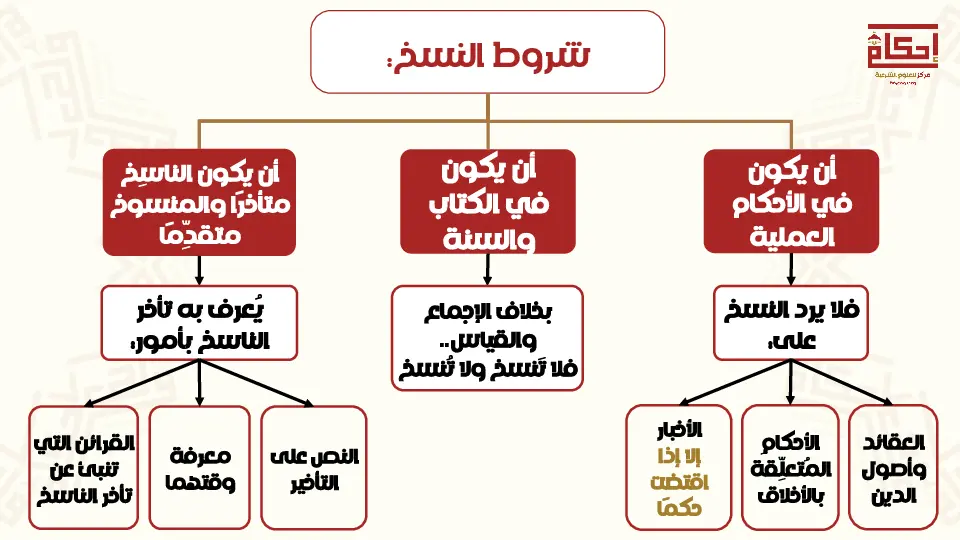 شروط النسخ:
إحكام
مركز للعلوم الشرعية
أن يكون
في الأحكام
العملية
أن يكون
في الكتاب
والسنة
أن يكون الناسِخ
متأخرًا والمنسوخ
متقدِّمًا
فلا يرد النسخ
على:
بخلاف الإجماع
والقياس..
فلا تَنسخ ولا تُنسخ
يُعرف به تأخر
الناسخ بأمور:
العقائد
وأصول
الدين
الأحكام
المُتعلِّقة
بالأخلاق
الأخبار
إلا إذا
اقتضت
حكمًا
النص على
التأخير
معرفة
وقتهما
القرائن التي
تنبئ عن
تأخر الناسخ